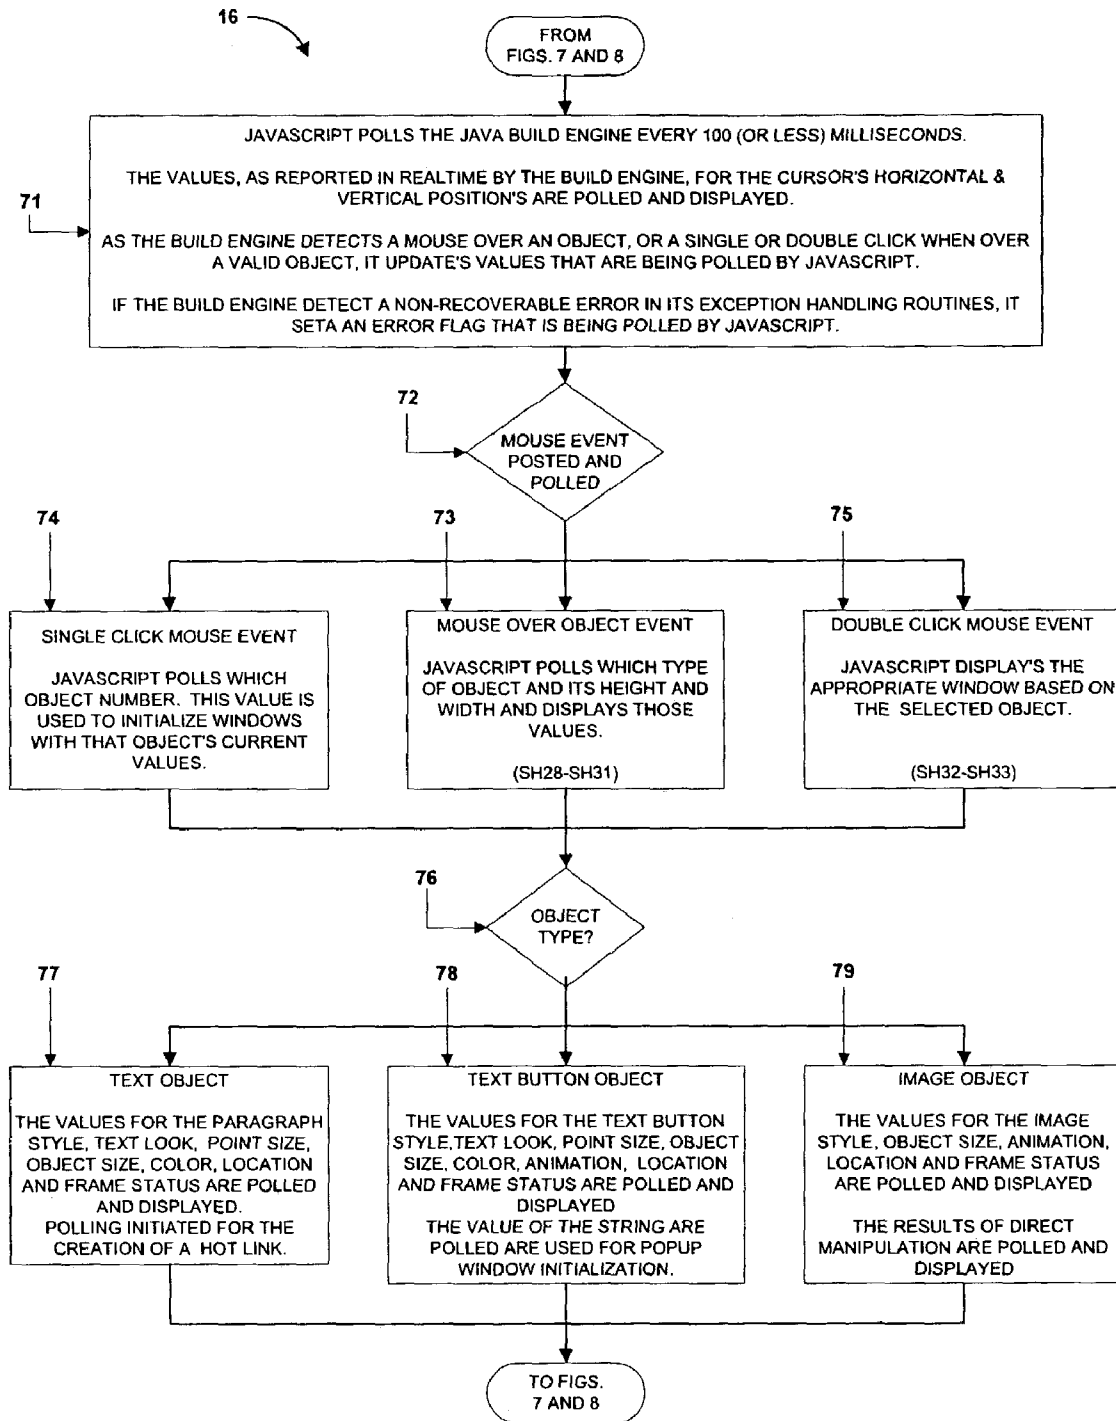 16
FROM
FIGS. 7 AND 8
JAVASCRIPT POLLS THE JAVA BUILD ENGINE EVERY 100 (OR LESS) MILLISECONDS.
THE VALUES, AS REPORTED IN REALTIME BY THE BUILD ENGINE, FOR THE CURSOR'S HORIZONTAL &
VERTICAL POSITION'S ARE POLLED AND DISPLAYED.
71
AS THE BUILD ENGINE DETECTS A MOUSE OVER AN OBJECT, OR A SINGLE OR DOUBLE CLICK WHEN OVER
A VALID OBJECT, IT UPDATE'S VALUES THAT ARE BEING POLLED BY JAVASCRIPT.
IF THE BUILD ENGINE DETECT A NON-RECOVERABLE ERROR IN ITS EXCEPTION HANDLING ROUTINES, IT
SETA AN ERROR FLAG THAT IS BEING POLLED BY JAVASCRIPT.
72
MOUSE EVENT
POSTED AND
POLLED
74
SINGLE CLICK MOUSE EVENT
JAVASCRIPT POLLS WHICH
OBJECT NUMBER. THIS VALUE IS
USED TO INITIALIZE WINDOWS
WITH THAT OBJECT'S CURRENT
VALUES.
73
MOUSE OVER OBJECT EVENT
JAVASCRIPT POLLS WHICH TYPE
OF OBJECT AND ITS HEIGHT AND
WIDTH AND DISPLAYS THOSE
VALUES.
(SH28-SH31)
75
DOUBLE CLICK MOUSE EVENT
JAVASCRIPT DISPLAY'S THE
APPROPRIATE WINDOW BASED ON
THE SELECTED OBJECT.
(SH32-SH33)
76
OBJECT
TYPE?
77
TEXT OBJECT
THE VALUES FOR THE PARAGRAPH
STYLE, TEXT LOOK, POINT SIZE,
OBJECT SIZE, COLOR, LOCATION
AND FRAME STATUS ARE POLLED
AND DISPLAYED.
POLLING INITIATED FOR THE
CREATION OF A HOT LINK.
78
TEXT BUTTON OBJECT
THE VALUES FOR THE TEXT BUTTON
STYLE,TEXT LOOK, POINT SIZE, OBJECT
SIZE, COLOR, ANIMATION, LOCATION
AND FRAME STATUS ARE POLLED AND
DISPLAYED
THE VALUE OF THE STRING ARE
POLLED ARE USED FOR POPUP
WINDOW INITIALIZATION.
79
IMAGE OBJECT
THE VALUES FOR THE IMAGE
STYLE, OBJECT SIZE, ANIMATION,
LOCATION AND FRAME STATUS
ARE POLLED AND DISPLAYED
THE RESULTS OF DIRECT
MANIPULATION ARE POLLED AND
DISPLAYED
TO FIGS.
7 AND 8